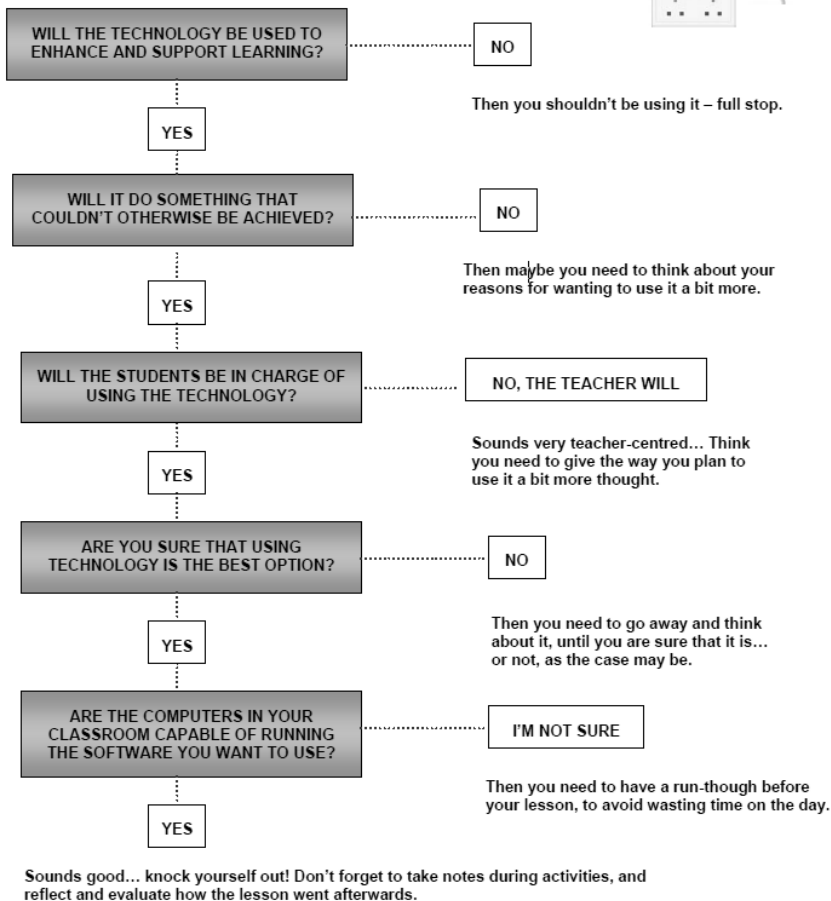 WILL THE TECHNOLOGY BE USED TO
ENHANCE AND SUPPORT LEARNING?
NO
Then you shouldn't be using it – full stop.
YES
WILL IT DO SOMETHING THAT
COULDN'T OTHERWISE BE ACHIEVED?
NO
Then maybe you need to think about your
reasons for wanting to use it a bit more.
YES
WILL THE STUDENTS BE IN CHARGE OF
USING THE TECHNOLOGY?
NO, THE TEACHER WILL
Sounds very teacher-centred... Think
you need to give the way you plan to
use it a bit more thought.
YES
ARE YOU SURE THAT USING
TECHNOLOGY IS THE BEST OPTION?
NO
Then you need to go away and think
about it, until you are sure that it is...
or not, as the case may be.
YES
ARE THE COMPUTERS IN YOUR
CLASSROOM CAPABLE OF RUNNING
THE SOFTWARE YOU WANT TO USE?
I'M NOT SURE
Then you need to have a run-though before
your lesson, to avoid wasting time on the day.
YES
Sounds good... knock yourself out! Don't forget to take notes during activities, and
reflect and evaluate how the lesson went afterwards.